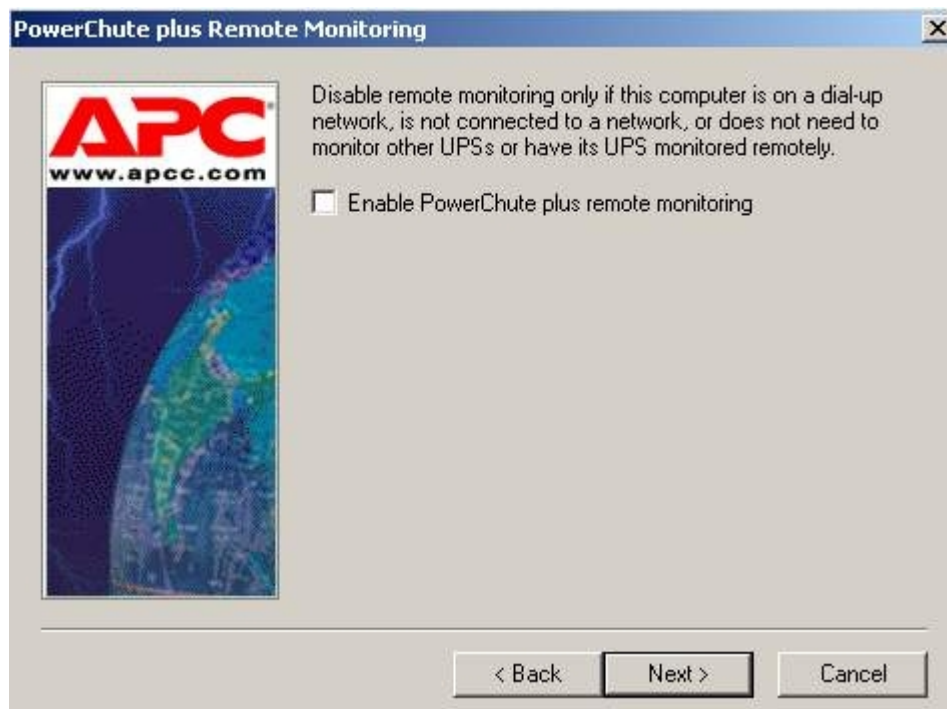 PowerChute plus Remote Monitoring
APC
www.apcc.com
Disable remote monitoring only if this computer is on a dial-up
network, is not connected to a network, or does not need to
monitor other UPSs or have its UPS monitored remotely.
Enable PowerChute plus remote monitoring
< Back
Next >
Cancel